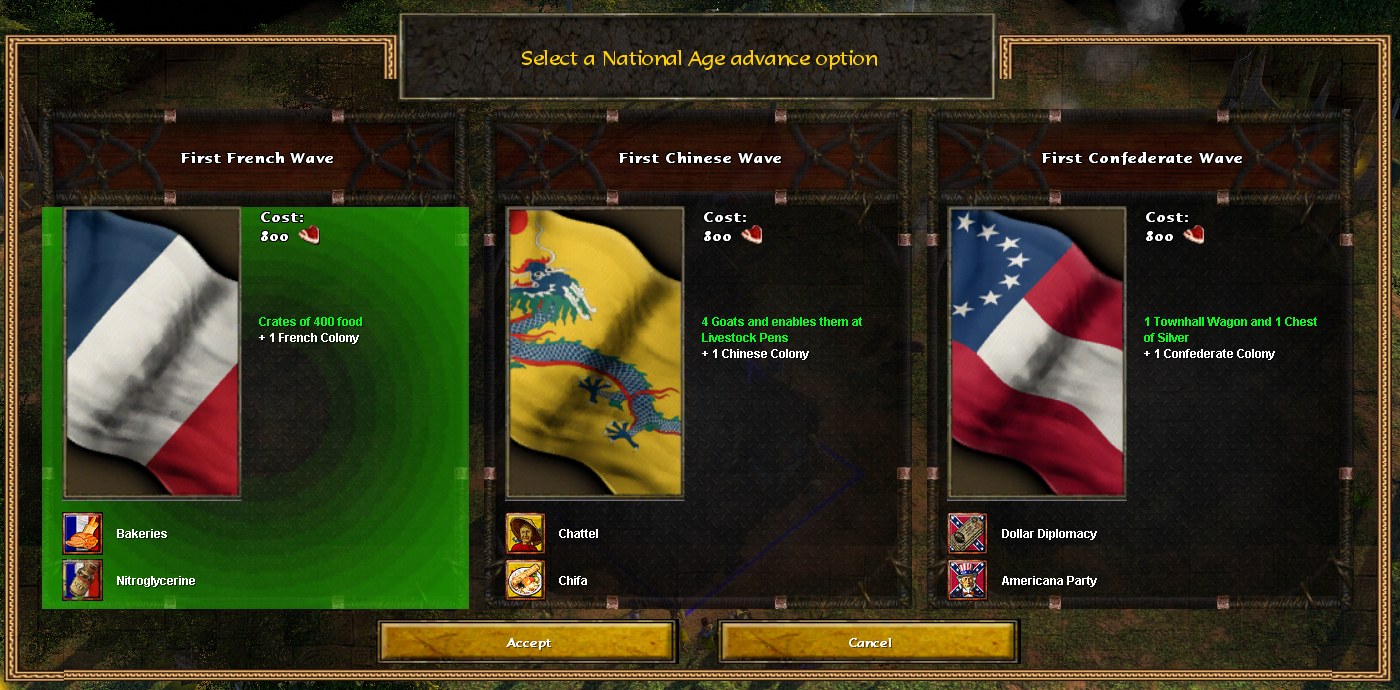 Select a National Age advance option
First French Wave
Cost:
800
Crates of 400 food
+ 1 French Colony
Bakeries
Nitroglycerine
First Chinese Wave
Cost:
800
4 Goats and enables them at
Livestock Pens
+ 1 Chinese Colony
Chattel
Chifa
First Confederate Wave
Cost:
800
1 Townhall Wagon and 1 Chest
of Silver
+ 1 Confederate Colony
Dollar Diplomacy
Americana Party
Accept
Cancel